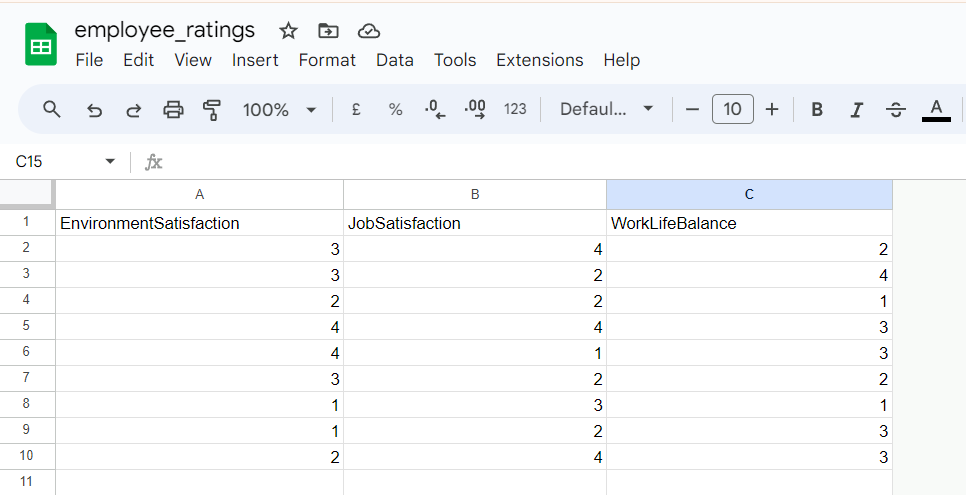 employee_ratings
File Edit View Insert Format Data Tools Extensions Help
100% £ % .0 .00 123 Defaul... 10 B I S A
C15 fx
A B C
1 EnvironmentSatisfaction JobSatisfaction WorkLifeBalance
2 3 4 2
3 3 2 4
4 2 2 1
5 4 4 3
6 4 1 3
7 3 2 2
8 1 3 1
9 1 2 3
10 2 4 3
11